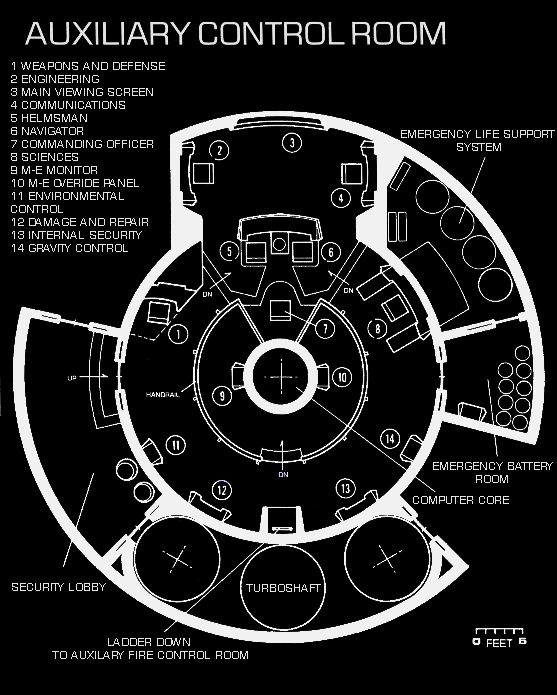 AUXILIARY CONTROL ROOM
1 WEAPONS AND DEFENSE
2 ENGINEERING
3 MAIN VIEWING SCREEN
4 COMMUNICATIONS
5 HELMSMAN
6 NAVIGATOR
7 COMMANDING OFFICER
8 SCIENCES
9 M-E MONITOR
10 M-E OVERIDE PANEL
11 ENVIRONMENTAL
CONTROL
12 DAMAGE AND REPAIR
13 INTERNAL SECURITY
14 GRAVITY CONTROL
EMERGENCY LIFE SUPPORT
SYSTEM
2
3
4
5
6
DN
DN
1
7
8
UP
HANDRAIL
9
10
11
14
DN
12
13
EMERGENCY BATTERY
ROOM
COMPUTER CORE
SECURITY LOBBY
TURBOSHAFT
LADDER DOWN
TO AUXILARY FIRE CONTROL ROOM
0 FEET 5